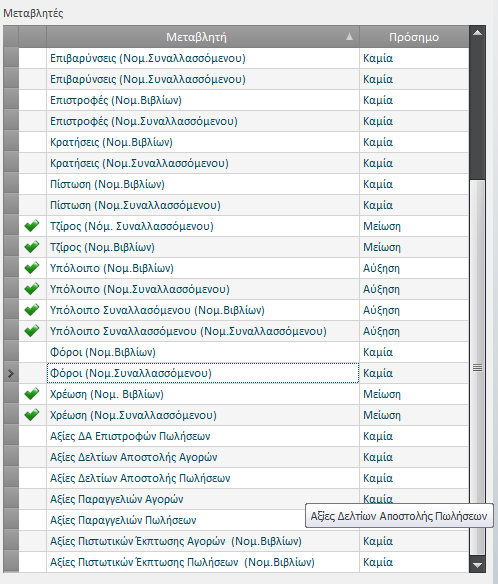 Μεταβλητές
Μεταβλητή Πρόσημο
Επιβαρύνσεις (Νομ.Συναλλασσόμενου) Καμία
Επιβαρύνσεις (Νομ.Συναλλασσόμενου) Καμία
Επιστροφές (Νομ.Βιβλίων) Καμία
Επιστροφές (Νομ.Συναλλασσόμενου) Καμία
Κρατήσεις (Νομ.Βιβλίων) Καμία
Κρατήσεις (Νομ.Συναλλασσόμενου) Καμία
Πίστωση (Νομ.Βιβλίων) Καμία
Πίστωση (Νομ.Συναλλασσόμενου) Καμία
Τζίρος (Νόμ. Συναλλασσόμενου) Μείωση
Τζίρος (Νομ.Βιβλίων) Μείωση
Υπόλοιπο (Νομ.Βιβλίων) Αύξηση
Υπόλοιπο (Νομ.Συναλλασσόμενου) Αύξηση
Υπόλοιπο Συναλλασόμενου (Νομ.Βιβλίων) Αύξηση
Υπόλοιπο Συναλλασσόμενου (Νομ.Συναλλασσόμενου) Αύξηση
Φόροι (Νομ.Βιβλίων) Καμία
Φόροι (Νομ.Συναλλασσόμενου) Καμία
Χρέωση (Νομ. Βιβλίων) Μείωση
Χρέωση (Νομ.Συναλλασσόμενου) Μείωση
Αξίες ΔΑ Επιστροφών Πωλήσεων Καμία
Αξίες Δελτίων Αποστολής Αγορών Καμία
Αξίες Δελτίων Αποστολής Πωλήσεων Καμία
Αξίες Παραγγελιών Αγορών Καμία
Αξίες Δελτίων Αποστολής Πωλήσεων
Αξίες Παραγγελιών Πωλήσεων
Αξίες Πιστωτικών Έκπτωσης Αγορών (Νομ.Βιβλίων) Καμία
Αξίες Πιστωτικών Έκπτωσης Πωλήσεων (Νομ.Βιβλίων) Καμία